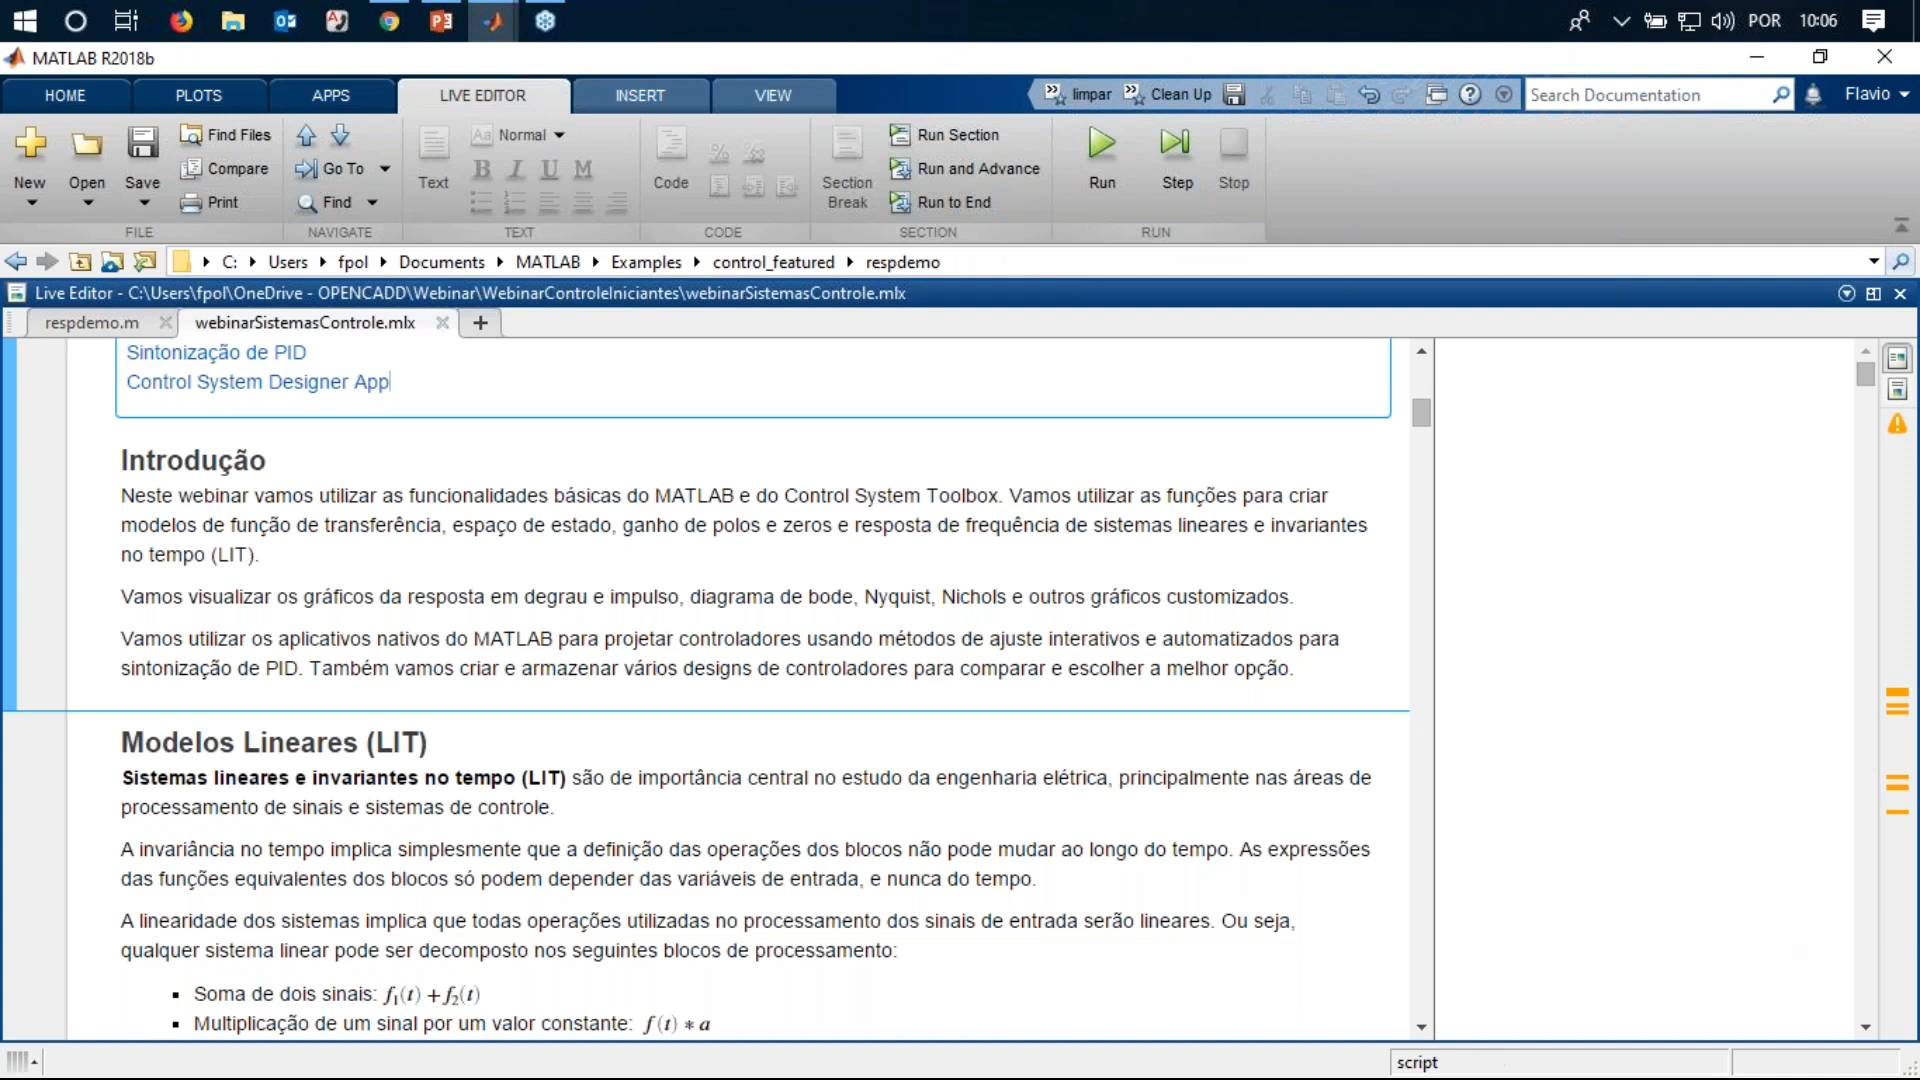 POR 10:06
MATLAB R2018b
HOME PLOTS APPS LIVE EDITOR INSERT VIEW limpar Clean Up Search Documentation Flavio
Find Files Normal Run Section
New Open Save Compare Go To Text B I U M Code Section Break Run and Advance Run Step Stop
Print Find Run to End
FILE NAVIGATE TEXT CODE SECTION RUN
C: Users fpol Documents MATLAB Examples control_featured respdemo
Live Editor - C:\Users\fpol\OneDrive - OPENCADD\Webinar\WebinarControleIniciantes\webinarSistemasControle.mlx
respdemo.m webinarSistemasControle.mlx +
Sintonização de PID
Control System Designer App
Introdução
Neste webinar vamos utilizar as funcionalidades básicas do MATLAB e do Control System Toolbox. Vamos utilizar as funções para criar
modelos de função de transferência, espaço de estado, ganho de polos e zeros e resposta de frequência de sistemas lineares e invariantes
no tempo (LIT).
Vamos visualizar os gráficos da resposta em degrau e impulso, diagrama de bode, Nyquist, Nichols e outros gráficos customizados.
Vamos utilizar os aplicativos nativos do MATLAB para projetar controladores usando métodos de ajuste interativos e automatizados para
sintonização de PID. Também vamos criar e armazenar vários designs de controladores para comparar e escolher a melhor opção.
Modelos Lineares (LIT)
Sistemas lineares e invariantes no tempo (LIT) são de importância central no estudo da engenharia elétrica, principalmente nas áreas de
processamento de sinais e sistemas de controle.
A invariância no tempo implica simplesmente que a definição das operações dos blocos não pode mudar ao longo do tempo. As expressões
das funções equivalentes dos blocos só podem depender das variáveis de entrada, e nunca do tempo.
A linearidade dos sistemas implica que todas operações utilizadas no processamento dos sinais de entrada serão lineares. Ou seja,
qualquer sistema linear pode ser decomposto nos seguintes blocos de processamento:
▪ Soma de dois sinais: f₁(t) + f₂(t)
▪ Multiplicação de um sinal por um valor constante: f(t) * a
script